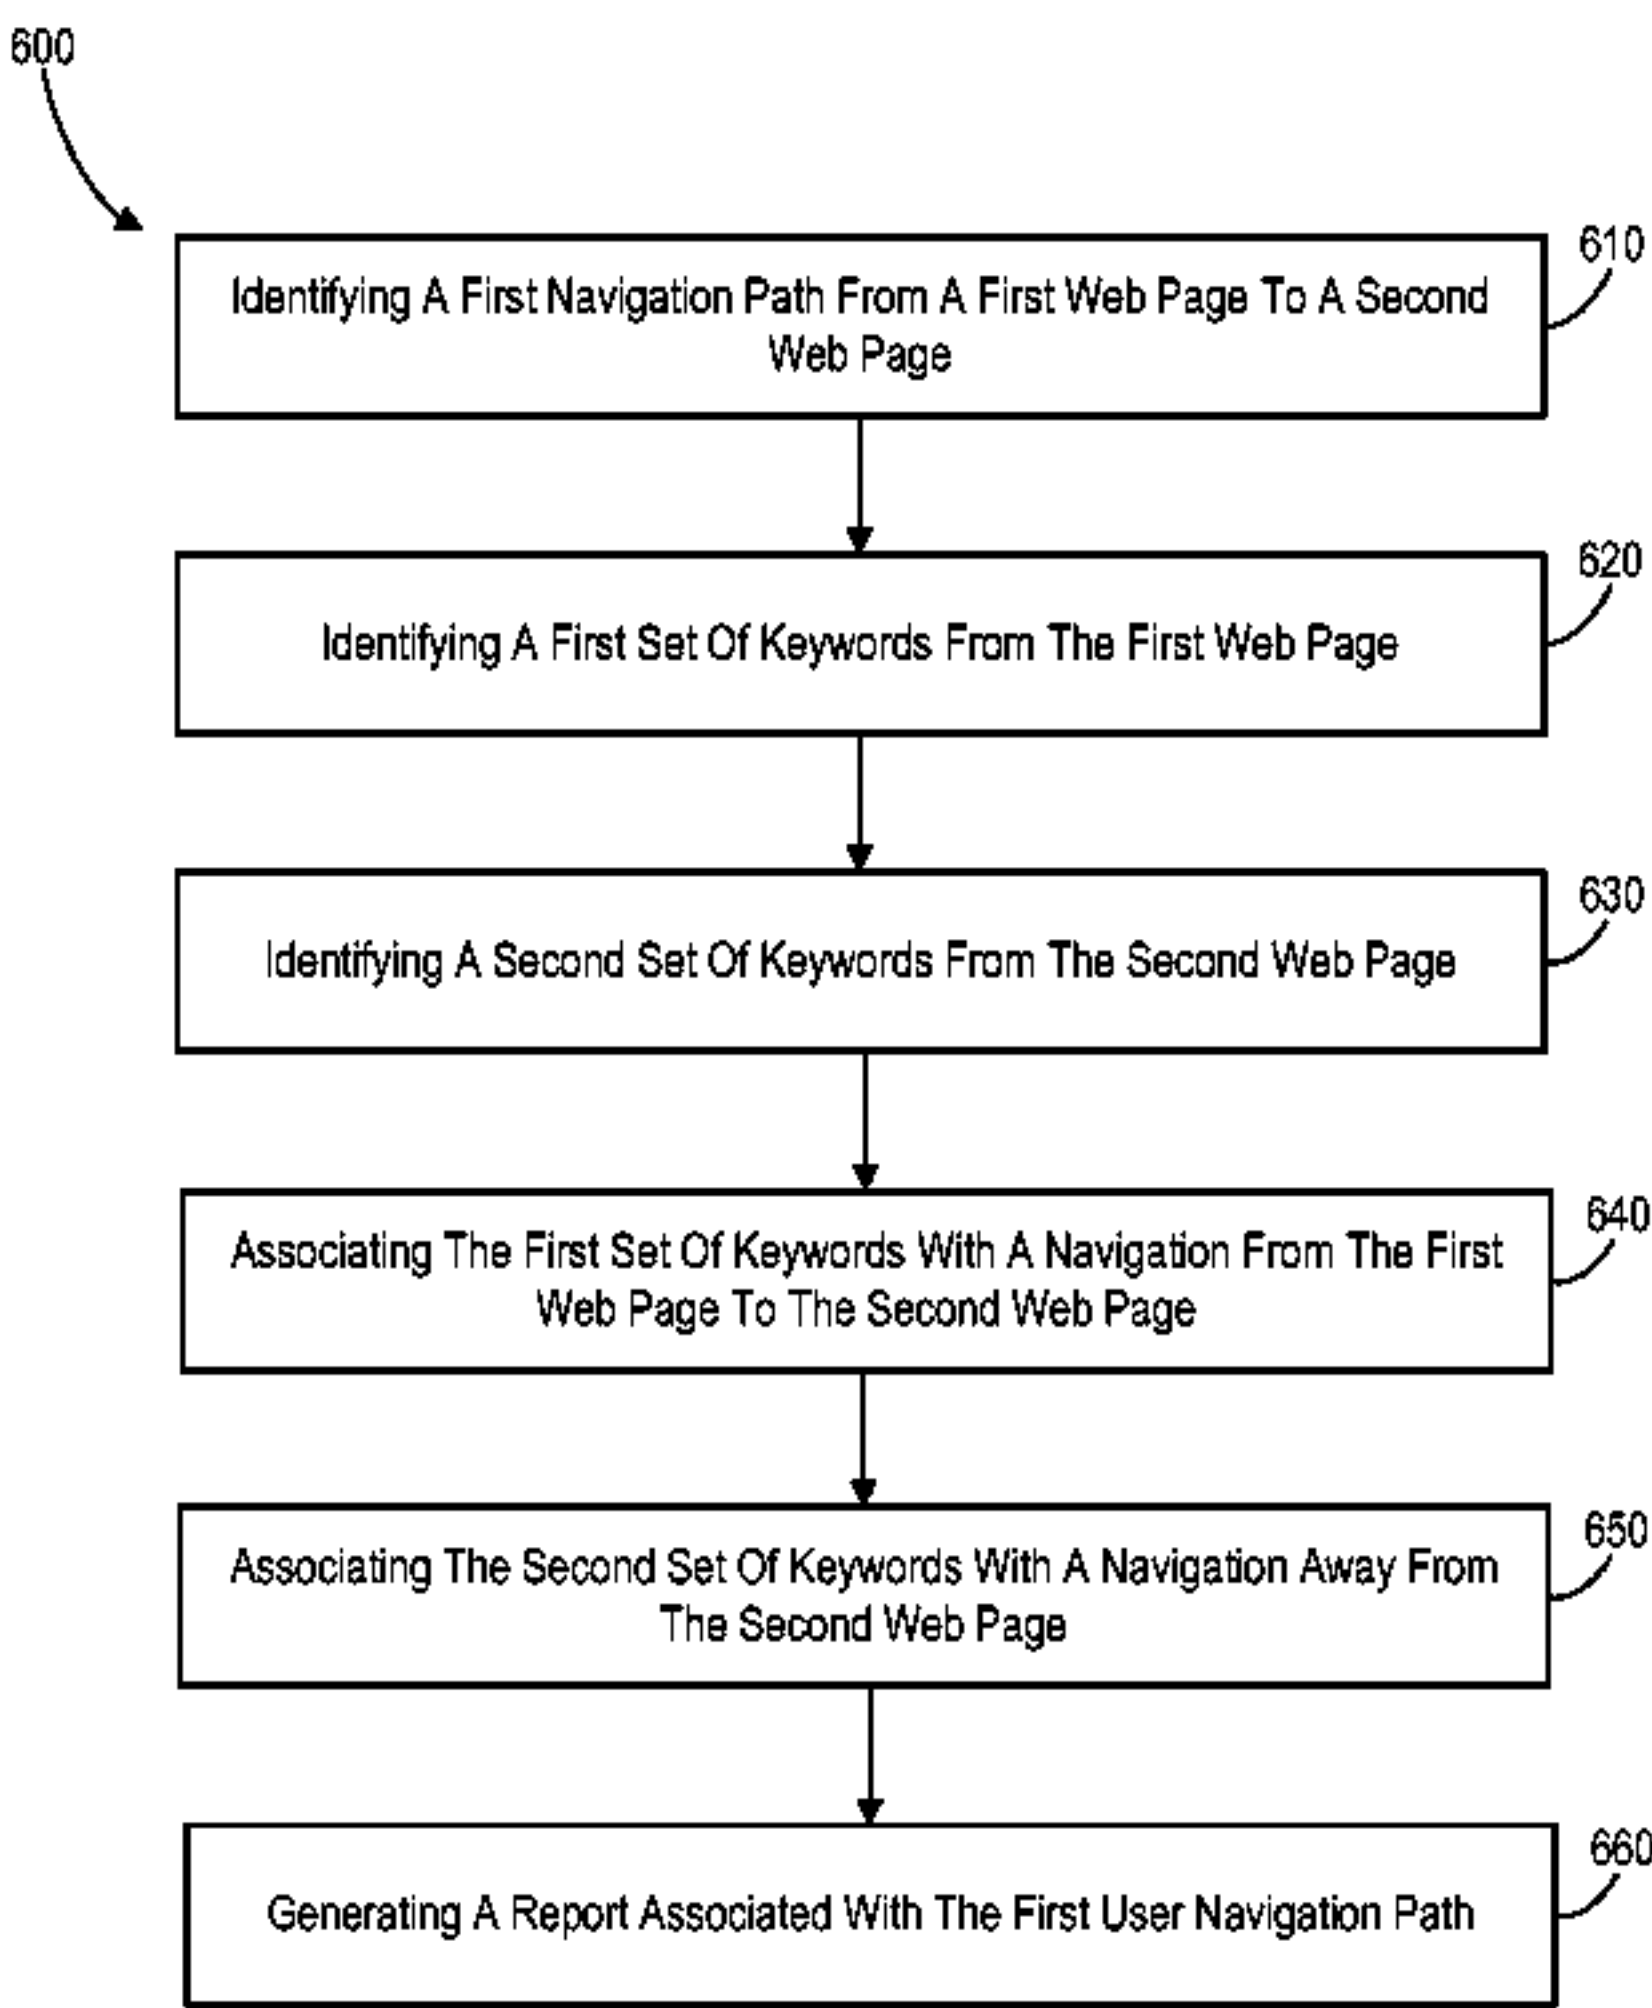 600
610
Identifying A First Navigation Path From A First Web Page To A Second
Web Page
620
Identifying A First Set Of Keywords From The First Web Page
630
Identifying A Second Set Of Keywords From The Second Web Page
640
Associating The First Set Of Keywords With A Navigation From The First
Web Page To The Second Web Page
650
Associating The Second Set Of Keywords With A Navigation Away From
The Second Web Page
660
Generating A Report Associated With The First User Navigation Path